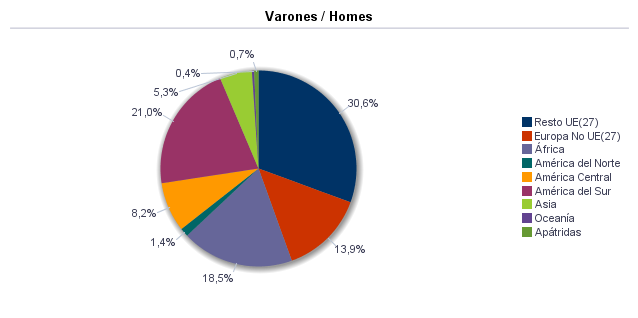 Varones / Homes
0,7%
0,4%
5,3%
30,6%
21,0%
8,2%
1,4%
18,5%
13,9%
Resto UE(27)
Europa No UE(27)
África
América del Norte
América Central
América del Sur
Asia
Oceanía
Apátridas